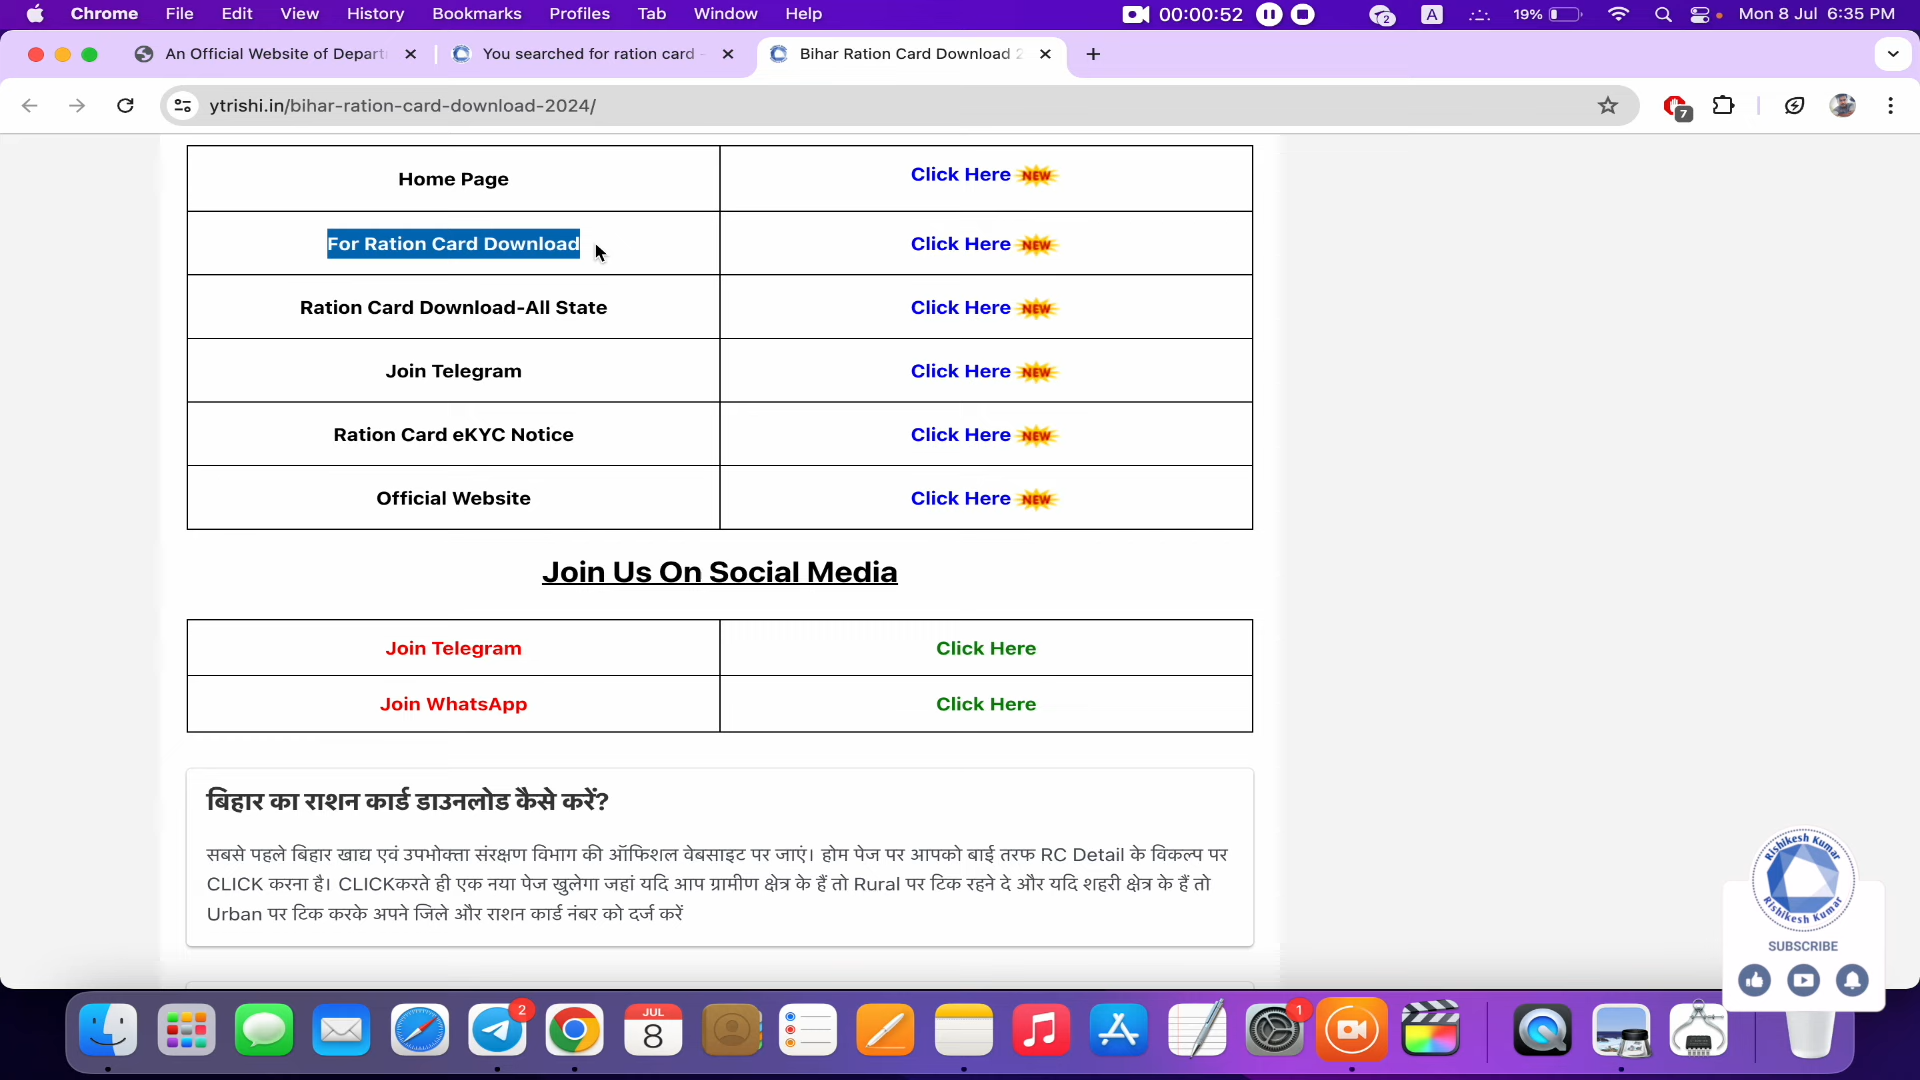 Chrome File Edit View History Bookmarks Profiles Tab Window Help 00:00:52 2 A 19% Mon 8 Jul 6:35 PM
An Official Website of Depart You searched for ration card - Bihar Ration Card Download 2
ytrishi.in/bihar-ration-card-download-2024/ 7
Home Page Click Here NEW
For Ration Card Download Click Here NEW
Ration Card Download-All State Click Here NEW
Join Telegram Click Here NEW
Ration Card eKYC Notice Click Here NEW
Official Website Click Here NEW
Join Us On Social Media
Join Telegram Click Here
Join WhatsApp Click Here
बिहार का राशन कार्ड डाउनलोड कैसे करें?
सबसे पहले बिहार खाद्य एवं उपभोक्ता संरक्षण विभाग की ऑफिशल वेबसाइट पर जाएं। होम पेज पर आपको बाई तरफ RC Detail के विकल्प पर
CLICK करना है। CLICKकरते ही एक नया पेज खुलेगा जहां यदि आप ग्रामीण क्षेत्र के हैं तो Rural पर टिक रहने दे और यदि शहरी क्षेत्र के हैं तो
Urban पर टिक करके अपने जिले और राशन कार्ड नंबर को दर्ज करें
Rishikesh Kumar
Rishikesh Kumar
SUBSCRIBE
2 JUL 8 1